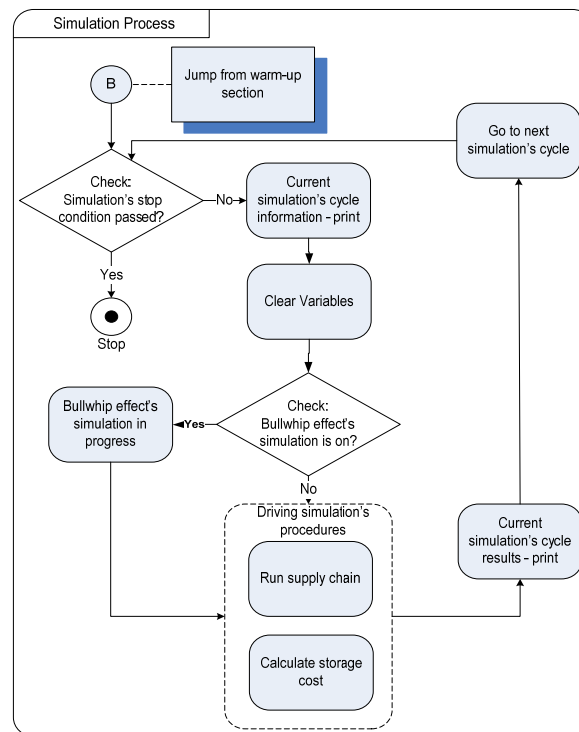 Simulation Process
B
Jump from warm-up
section
Go to next
simulation's cycle
Check:
Simulation's stop
condition passed?
No
Current
simulation's cycle
information - print
Yes
Stop
Clear Variables
Bullwhip effect's
simulation in
progress
Yes
Check:
Bullwhip effect's
simulation is on?
No
Driving simulation's
procedures
Run supply chain
Calculate storage
cost
Current
simulation's cycle
results - print